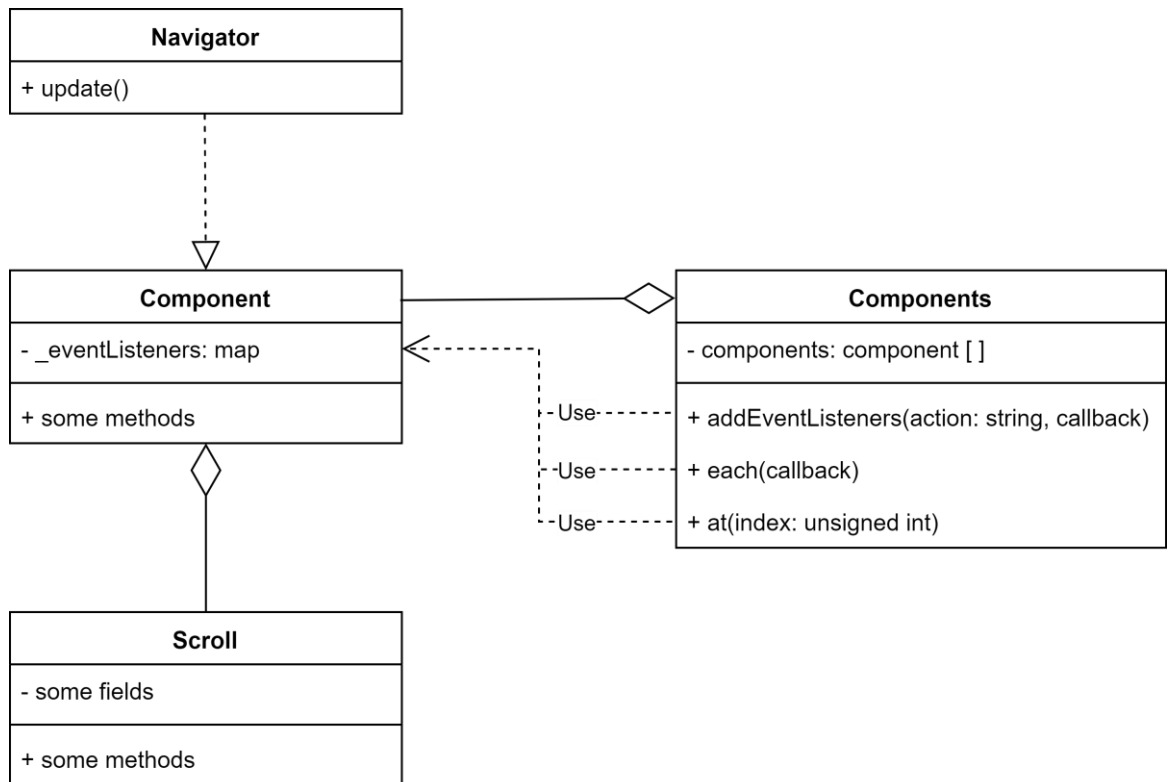 Navigator
+ update()
Component
- _eventListeners: map
+ some methods
Components
- components: component [ ]
Use
+ addEventListeners(action: string, callback)
Use
+ each(callback)
Use
+ at(index: unsigned int)
Scroll
- some fields
+ some methods